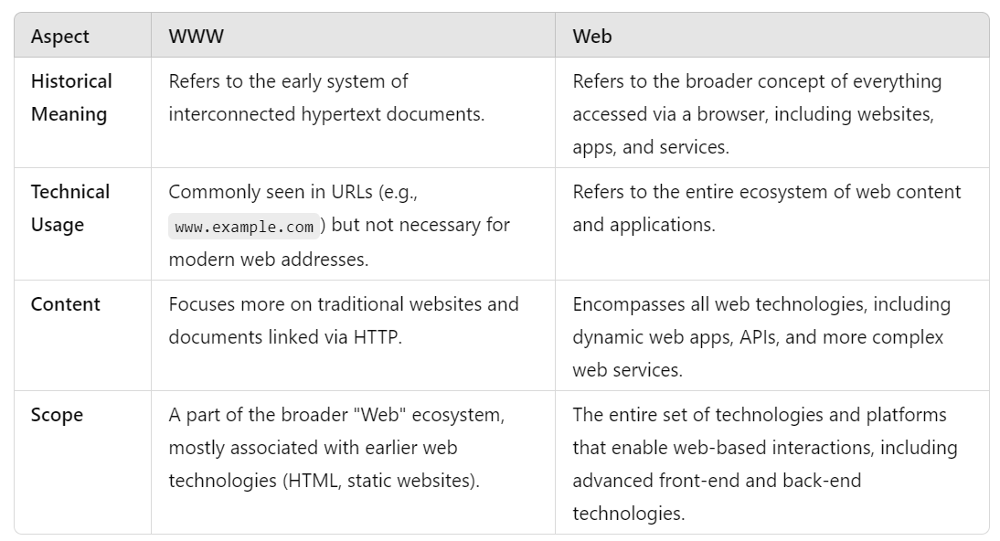 Aspect WWW Web
Historical Meaning
Refers to the early system of
interconnected hypertext documents.
Refers to the broader concept of everything
accessed via a browser, including websites,
apps, and services.
Technical Usage
Commonly seen in URLs (e.g.,
www.example.com) but not necessary for
modern web addresses.
Refers to the entire ecosystem of web content
and applications.
Content
Focuses more on traditional websites and
documents linked via HTTP.
Encompasses all web technologies, including
dynamic web apps, APIs, and more complex
web services.
Scope
A part of the broader "Web" ecosystem,
mostly associated with earlier web
technologies (HTML, static websites).
The entire set of technologies and platforms
that enable web-based interactions, including
advanced front-end and back-end
technologies.